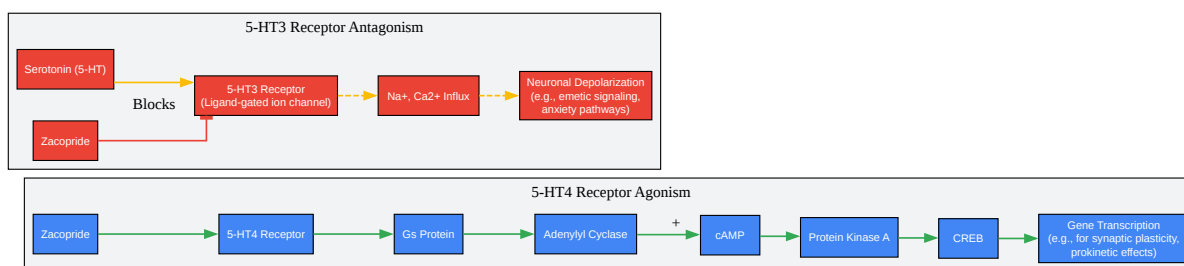 5-HT3 Receptor Antagonism
Serotonin (5-HT)
Blocks
Zacopride
5-HT3 Receptor
(Ligand-gated ion channel)
Na+, Ca2+ Influx
Neuronal Depolarization
(e.g., emetic signaling,
anxiety pathways)
5-HT4 Receptor Agonism
Zacopride
5-HT4 Receptor
Gs Protein
Adenylyl Cyclase
+
cAMP
Protein Kinase A
CREB
Gene Transcription
(e.g., for synaptic plasticity,
prokinetic effects)